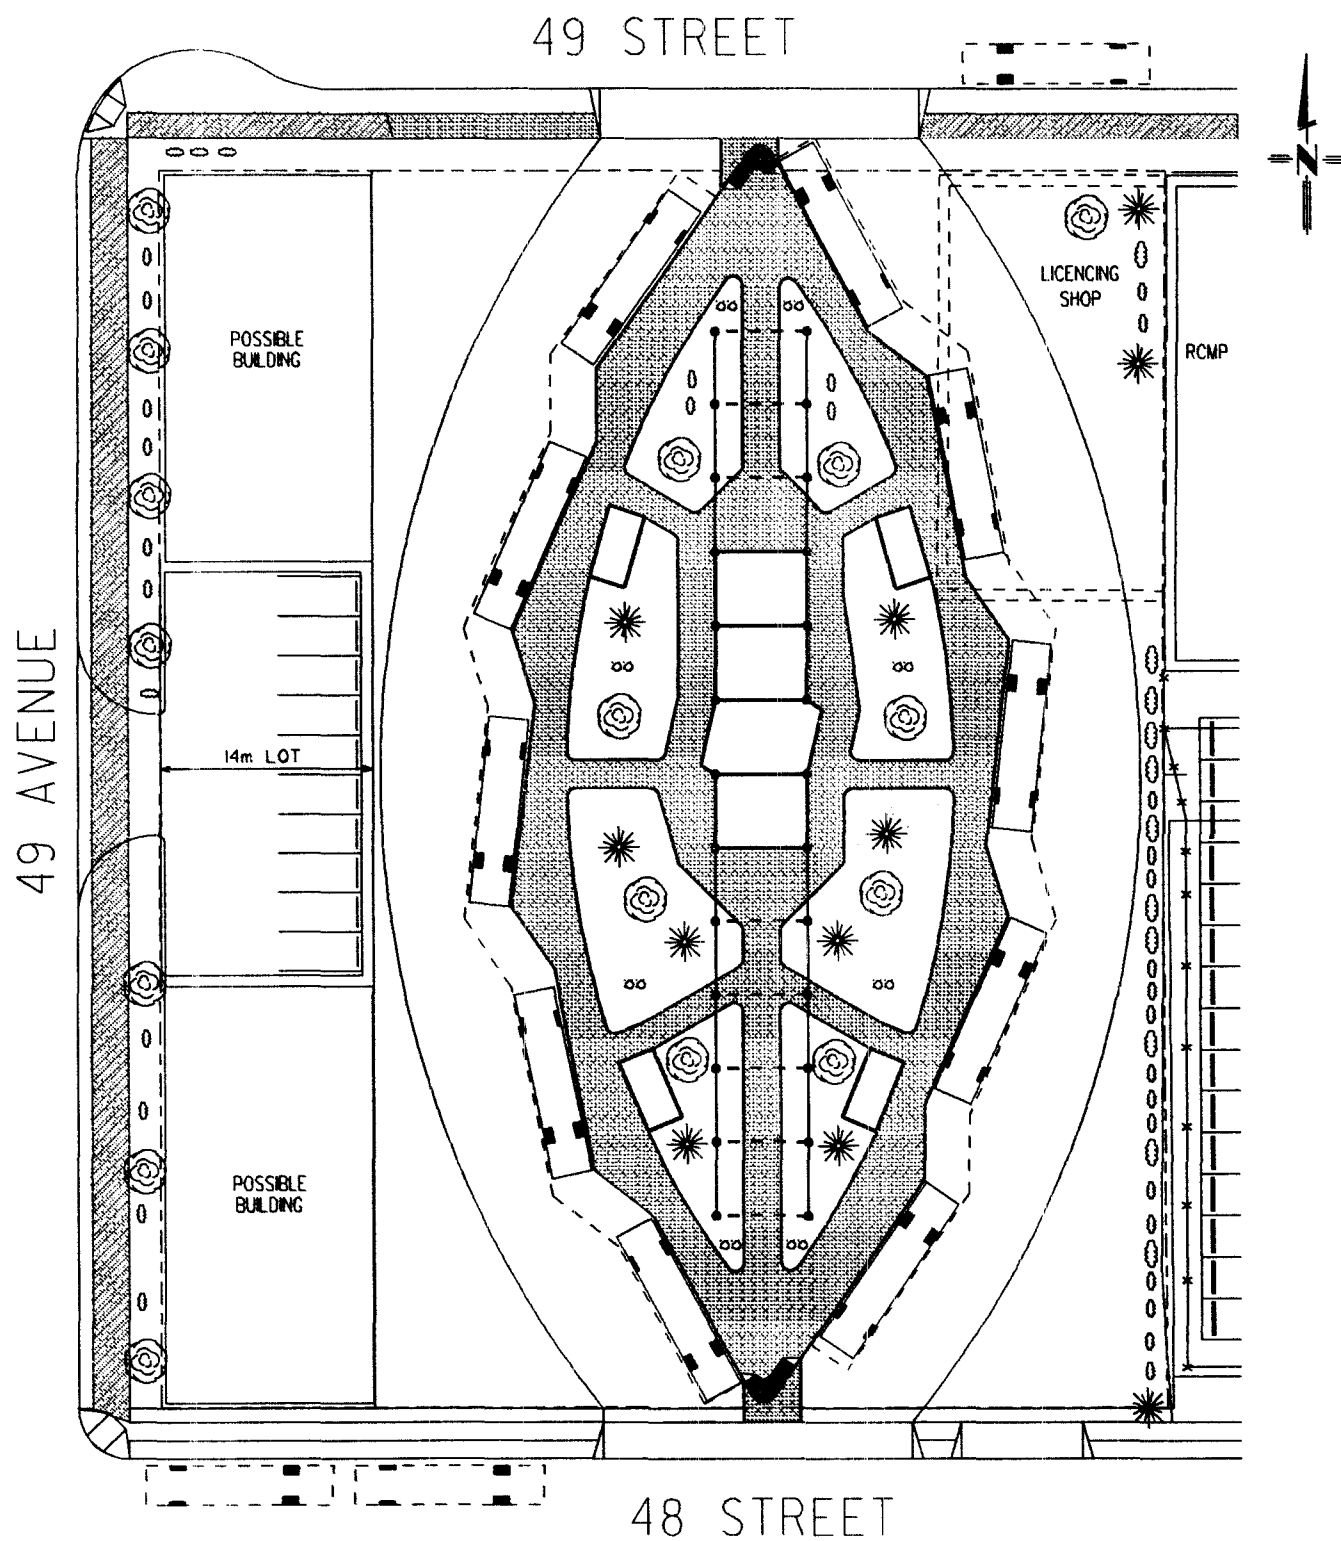 49 STREET
N
LICENCING
SHOP
POSSIBLE
BUILDING
RCMP
49 AVENUE
14m LOT
POSSIBLE
BUILDING
48 STREET